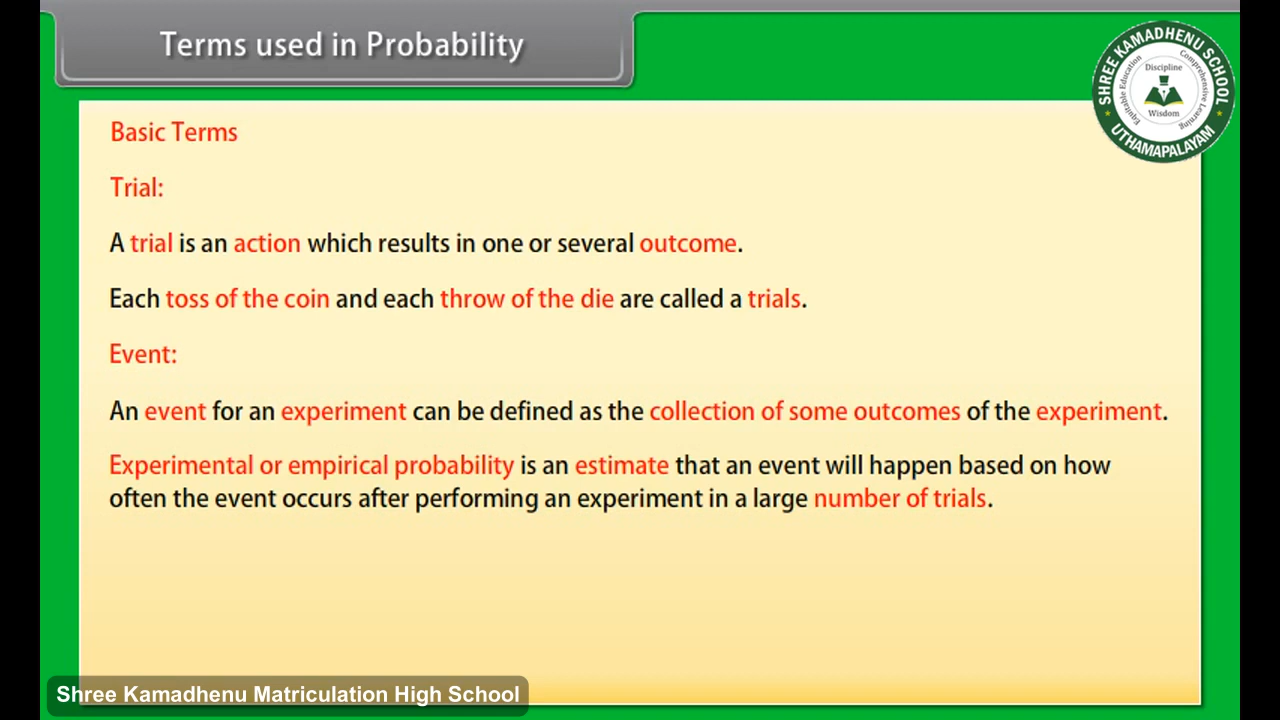 Terms used in Probability
SHREE KAMADHENU SCHOOL
Equitable Education
Discipline
Comprehensive Learning
Wisdom
UTHAMAPALAYAM
Basic Terms
Trial:
A trial is an action which results in one or several outcome.
Each toss of the coin and each throw of the die are called a trials.
Event:
An event for an experiment can be defined as the collection of some outcomes of the experiment.
Experimental or empirical probability is an estimate that an event will happen based on how
often the event occurs after performing an experiment in a large number of trials.
Shree Kamadhenu Matriculation High School